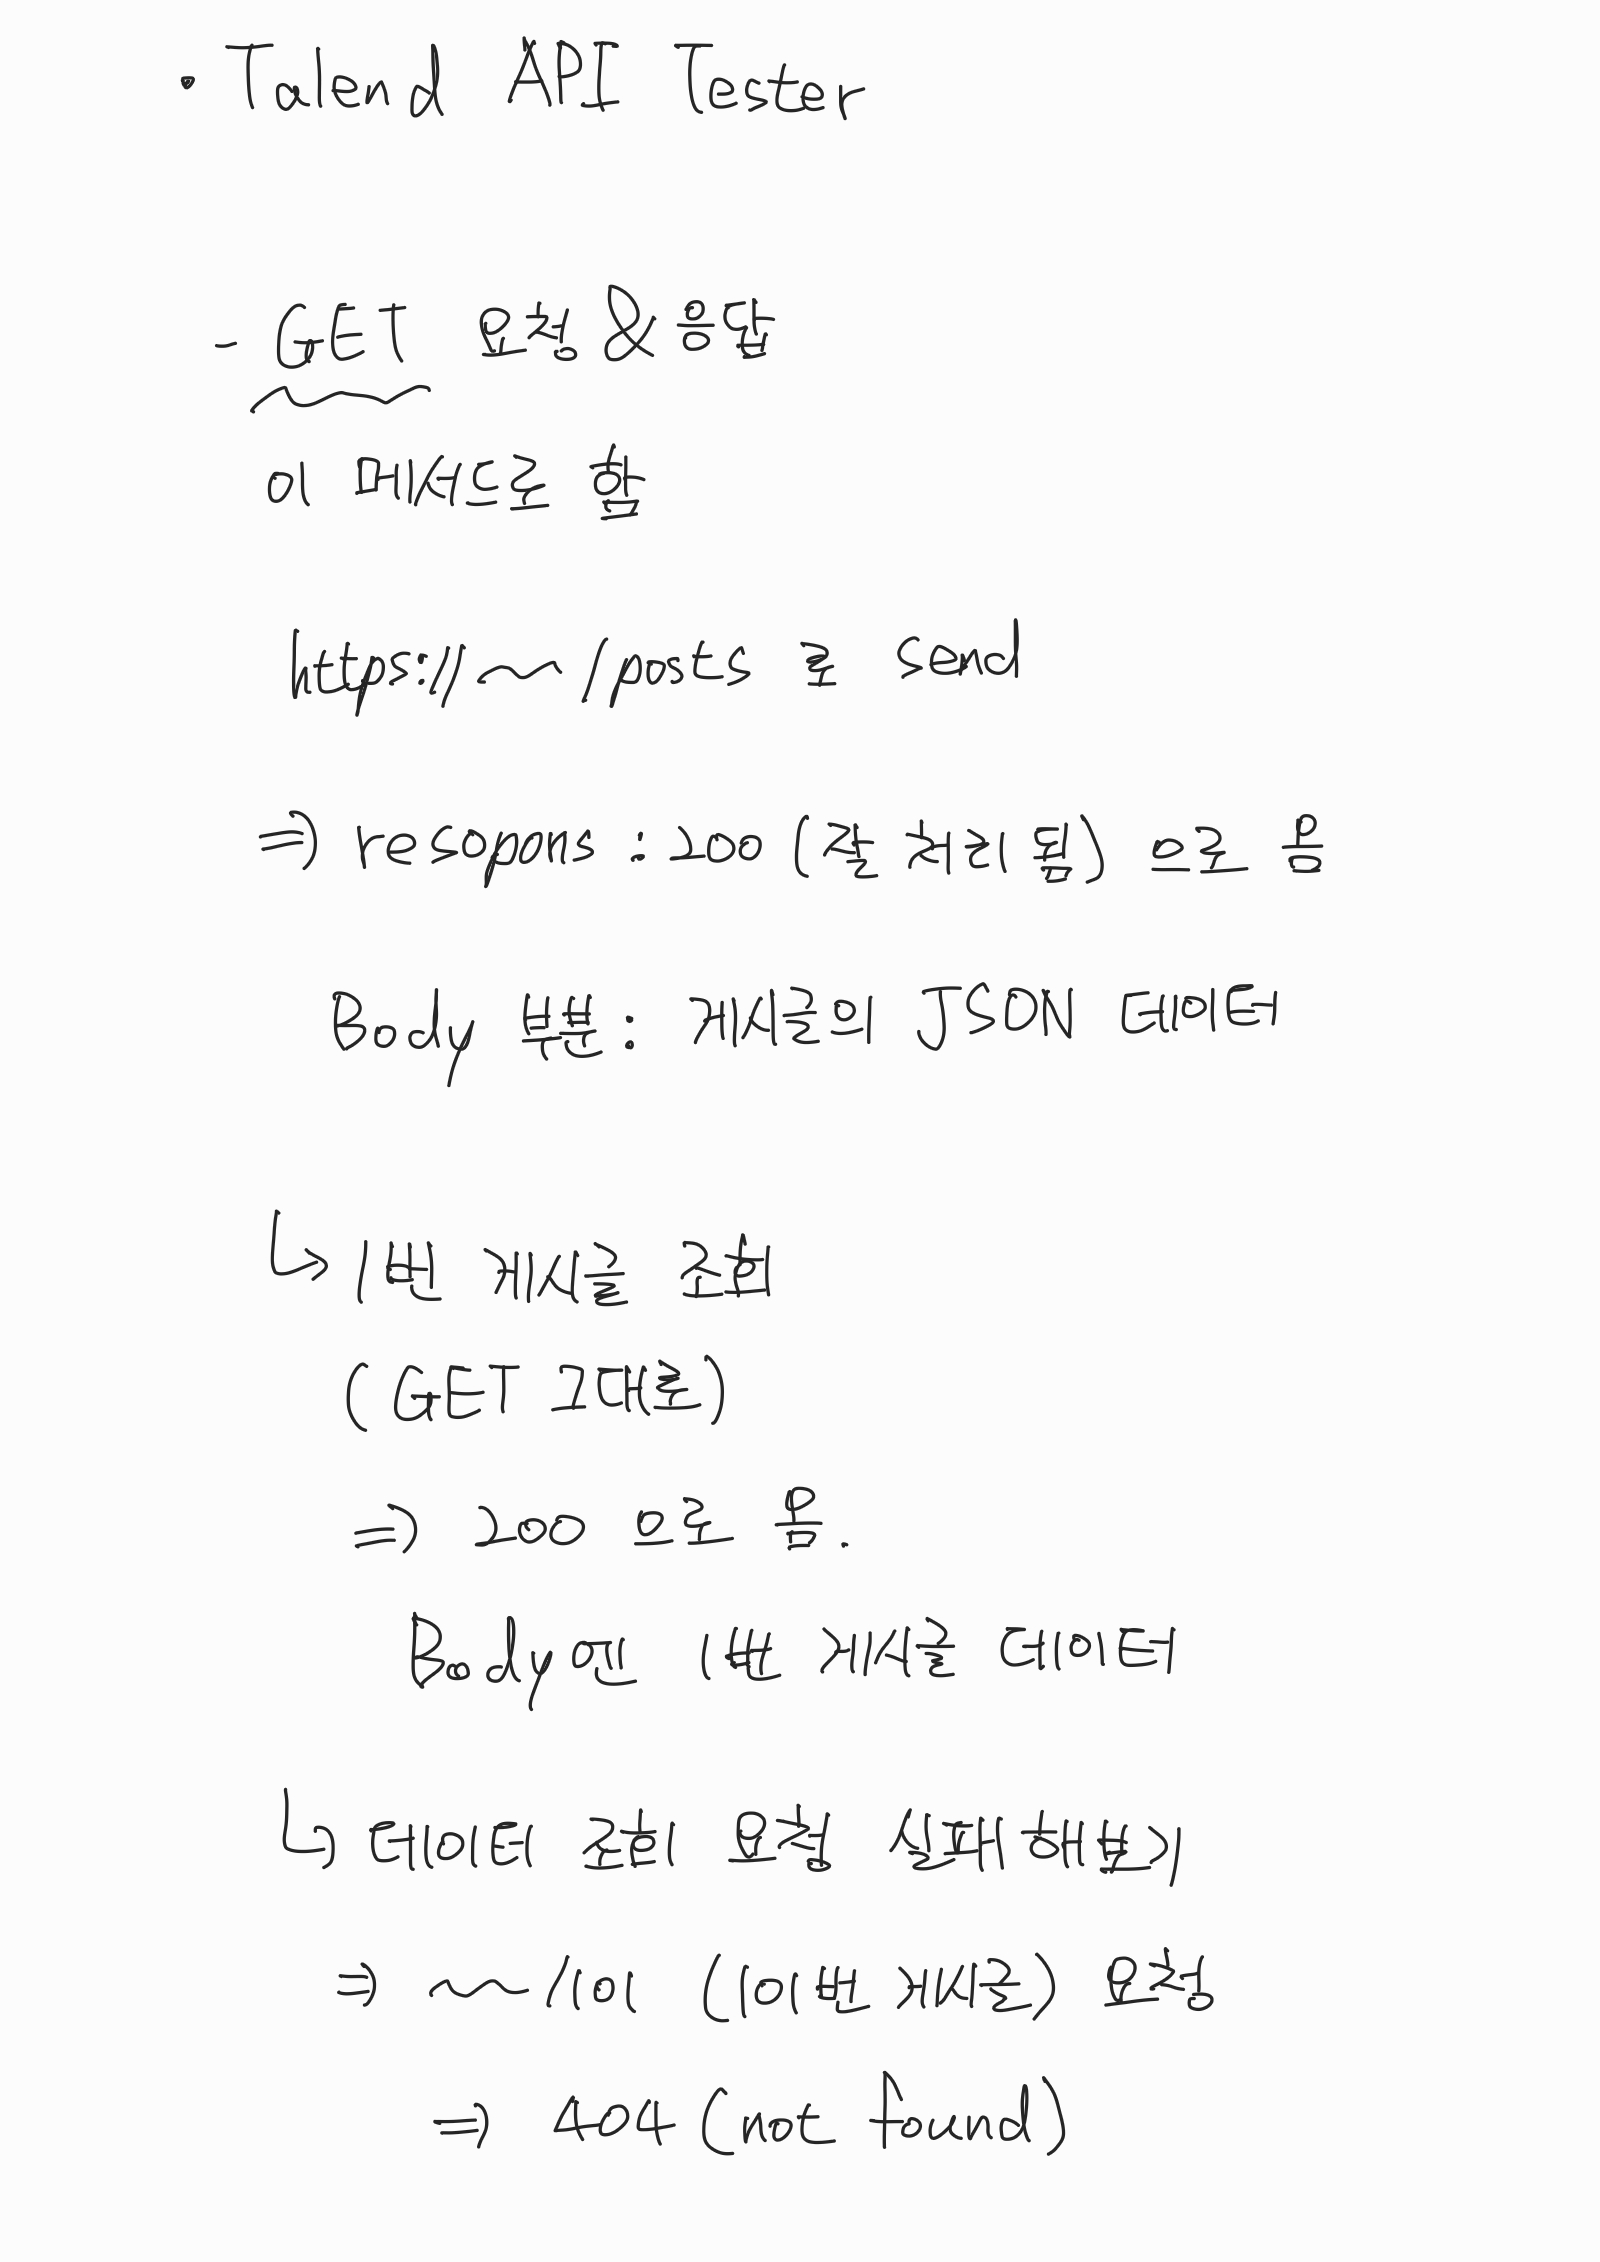 • Talend API Tester
- GET 요청 & 응답
이 메서드로 함
https://~/posts 로 send
⇒ resopons : 200 (잘 처리 됨) 으로 옴
Body 부분 : 게시글의 JSON 데이터
↳ 1번 게시글 조회
(GET 그대로)
⇒ 200 으로 옴.
Body엔 1번 게시글 데이터
↳ 데이터 조회 요청 실패해보기
⇒ ~/101 (101번 게시글) 요청
⇒ 404 (not found)